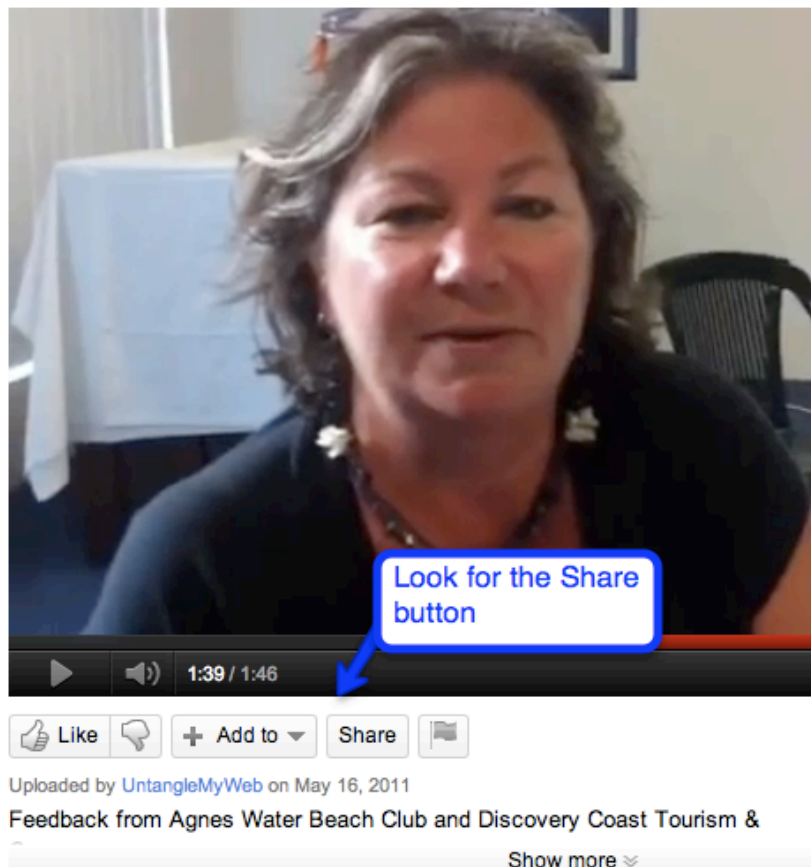 Look for the Share
button
1:39 / 1:46
Like
Add to
Share
Uploaded by UntangleMyWeb on May 16, 2011
Feedback from Agnes Water Beach Club and Discovery Coast Tourism &
Show more